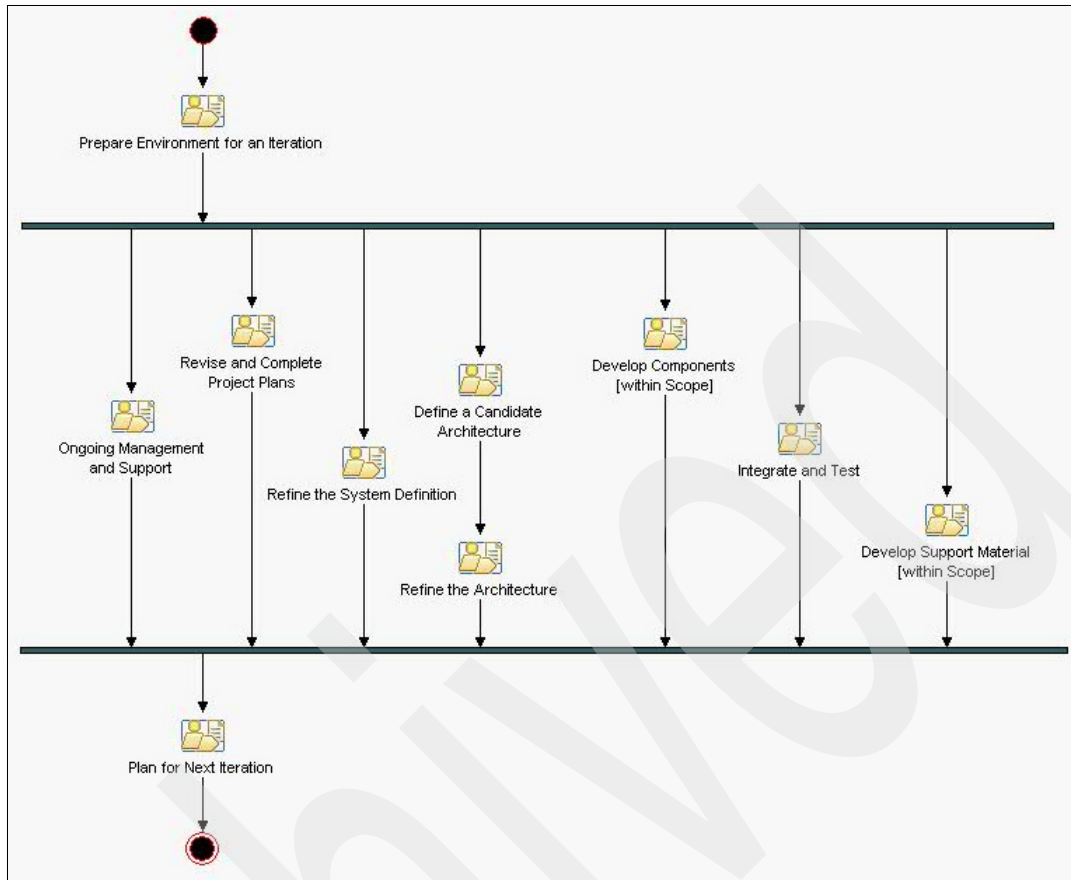 Prepare Environment for an Iteration
Revise and Complete
Project Plans
Ongoing Management
and Support
Refine the System Definition
Define a Candidate
Architecture
Refine the Architecture
Develop Components
[within Scope]
Integrate and Test
Develop Support Material
[within Scope]
Plan for Next Iteration
hived